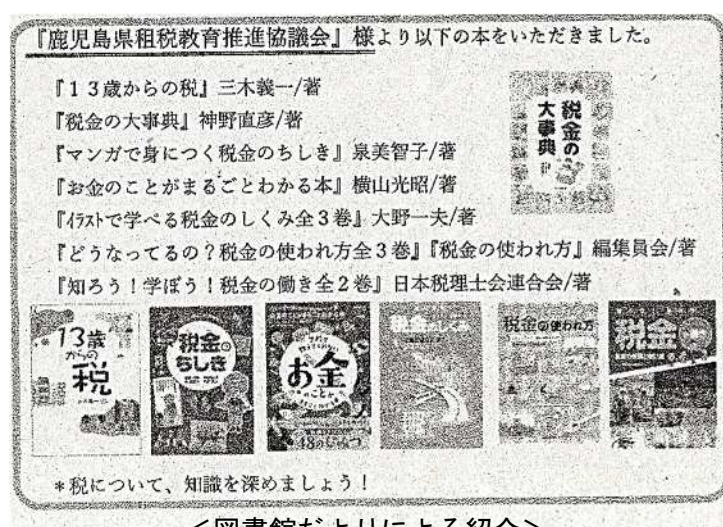 『鹿児島県租税教育推進協議会』様より以下の本をいただきました。
『13歳からの税』三木義一/著
『税金の大事典』神野直彦/著
『マンガで身につく税金のちしき』泉美智子/著
『お金のことがまるごとわかる本』横山光昭/著
『イラストで学べる税金のしくみ全3巻』大野一夫/著
『どうなってるの？税金の使われ方全3巻』『税金の使われ方』編集員会/著
『知ろう！学ぼう！税金の働き全2巻』日本税理士会連合会/著
税金の
大事典
13歳
からの
税
税金の
ちしき
お金
税金のしくみ
税金の使われ方
税金
＊税について、知識を深めましょう！
＜図書館だよりによる紹介＞